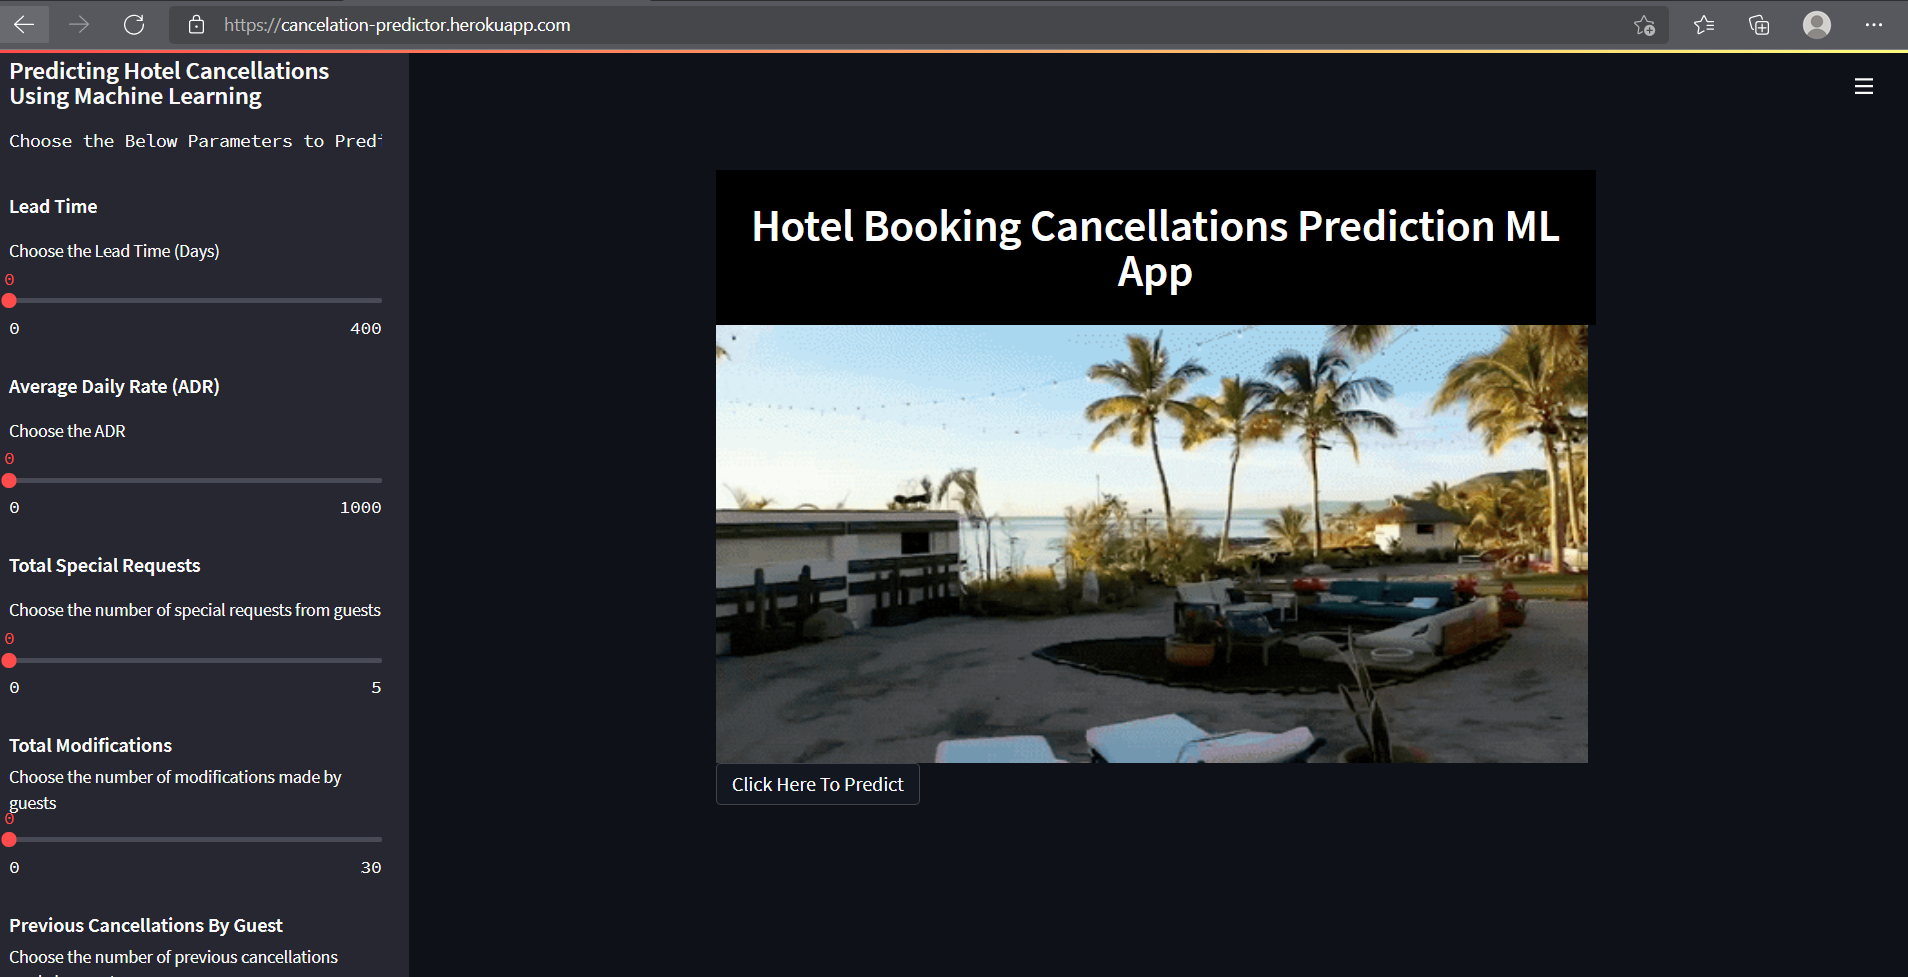 https://cancelation-predictor.herokuapp.com
Predicting Hotel Cancellations
Using Machine Learning
Choose the Below Parameters to
Lead Time
Choose the Lead Time (Days)
0
0 400
Average Daily Rate (ADR)
Choose the ADR
0
0 1000
Total Special Requests
Choose the number of special requests from guests
0
0 5
Total Modifications
Choose the number of modifications made by
guests
0
0 30
Previous Cancellations By Guest
Choose the number of previous cancellations
Hotel Booking Cancellations Prediction ML
App
Click Here To Predict